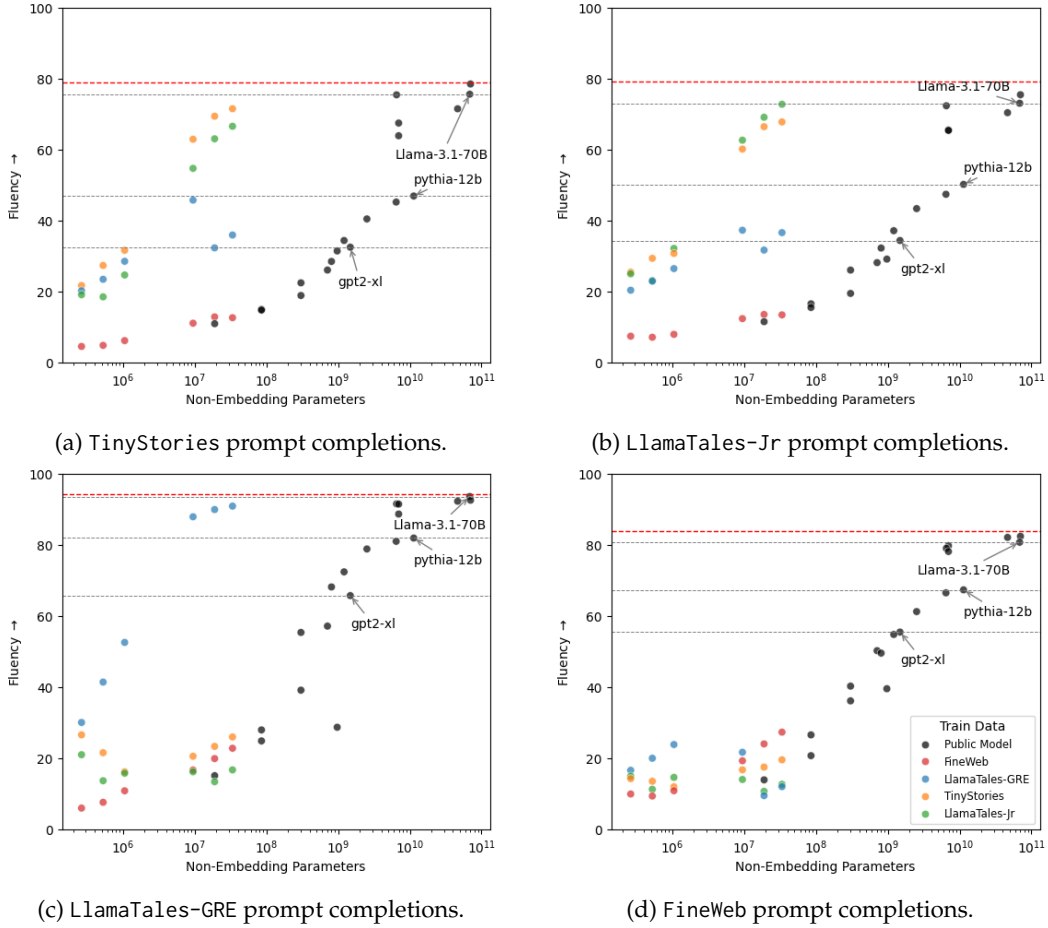 100
80
60
40
20
0
Fluency →
Llama-3.1-70B
pythia-12b
gpt2-xl
10^6 10^7 10^8 10^9 10^10 10^11
Non-Embedding Parameters
(a) TinyStories prompt completions.
100
80
60
40
20
0
Fluency →
Llama-3.1-70B
pythia-12b
gpt2-xl
10^6 10^7 10^8 10^9 10^10 10^11
Non-Embedding Parameters
(b) LlamaTales-Jr prompt completions.
100
80
60
40
20
0
Fluency →
Llama-3.1-70B
pythia-12b
gpt2-xl
10^6 10^7 10^8 10^9 10^10 10^11
Non-Embedding Parameters
(c) LlamaTales-GRE prompt completions.
100
80
60
40
20
0
Fluency →
Llama-3.1-70B
pythia-12b
gpt2-xl
Train Data
Public Model
FineWeb
LlamaTales-GRE
TinyStories
LlamaTales-Jr
10^6 10^7 10^8 10^9 10^10 10^11
Non-Embedding Parameters
(d) FineWeb prompt completions.